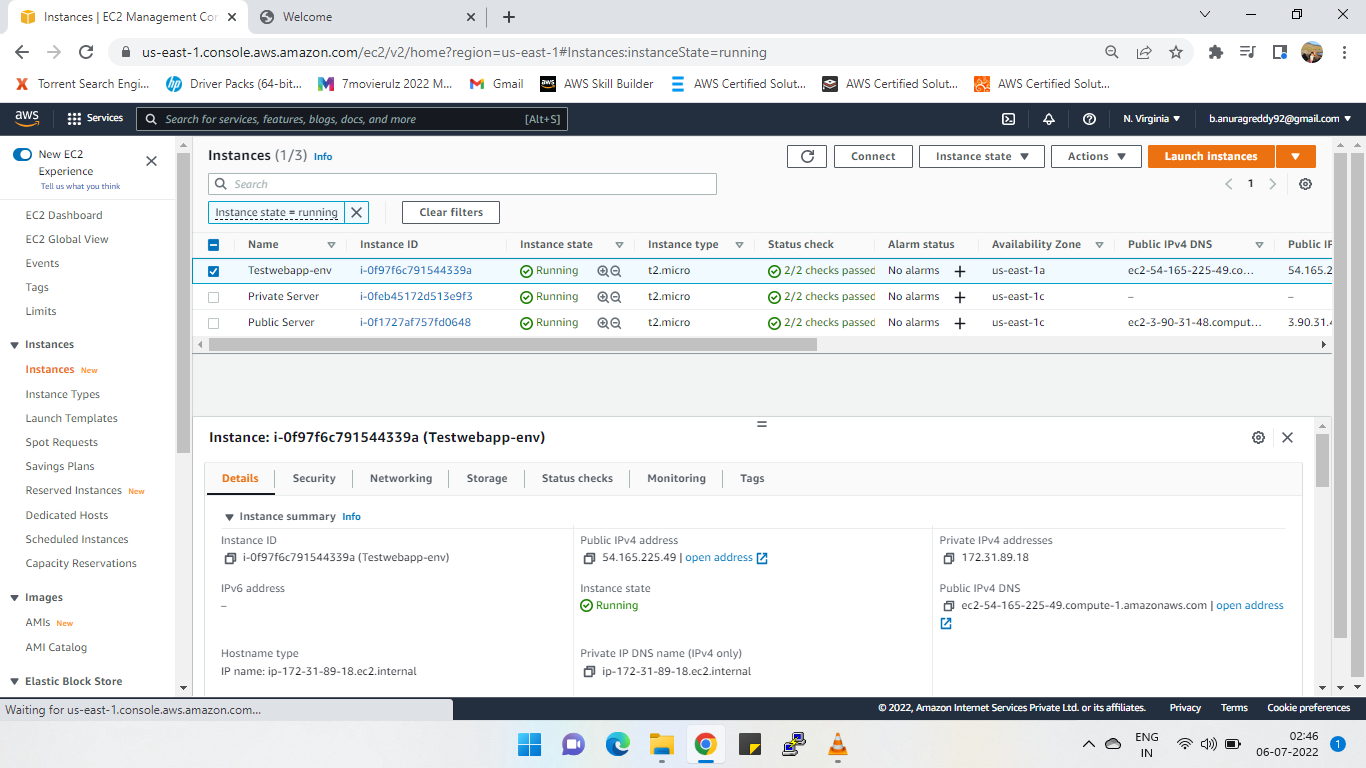 Instances | EC2 Management Con
Welcome
us-east-1.console.aws.amazon.com/ec2/v2/home?region=us-east-1#Instances:instanceState=running
Torrent Search Engi...
Driver Packs (64-bit...
7movierulz 2022 M...
Gmail
AWS Skill Builder
AWS Certified Solut...
AWS Certified Solut...
AWS Certified Solut...
aws
Services
Search for services, features, blogs, docs, and more
[Alt+S]
N. Virginia
b.anuragreddy92@gmail.com
New EC2
Experience
Tell us what you think
EC2 Dashboard
EC2 Global View
Events
Tags
Limits
Instances
Instances New
Instance Types
Launch Templates
Spot Requests
Savings Plans
Reserved Instances New
Dedicated Hosts
Scheduled Instances
Capacity Reservations
Images
AMIs New
AMI Catalog
Elastic Block Store
Instances (1/3) Info
Connect
Instance state
Actions
Launch instances
Search
1
Instance state = running
Clear filters
Name Instance ID Instance state Instance type Status check Alarm status Availability Zone Public IPv4 DNS Public IP
Testwebapp-env i-0f97f6c791544339a Running t2.micro 2/2 checks passed No alarms + us-east-1a ec2-54-165-225-49.co... 54.165.2
Private Server i-0feb45172d513e9f3 Running t2.micro 2/2 checks passed No alarms + us-east-1c – –
Public Server i-0f1727af757fd0648 Running t2.micro 2/2 checks passed No alarms + us-east-1c ec2-3-90-31-48.comput... 3.90.31.4
Instance: i-0f97f6c791544339a (Testwebapp-env)
Details
Security
Networking
Storage
Status checks
Monitoring
Tags
Instance summary Info
Instance ID
i-0f97f6c791544339a (Testwebapp-env)
Public IPv4 address
54.165.225.49 | open address
Private IPv4 addresses
172.31.89.18
IPv6 address
–
Instance state
Running
Public IPv4 DNS
ec2-54-165-225-49.compute-1.amazonaws.com | open address
Hostname type
IP name: ip-172-31-89-18.ec2.internal
Private IP DNS name (IPv4 only)
ip-172-31-89-18.ec2.internal
Waiting for us-east-1.console.aws.amazon.com...
© 2022, Amazon Internet Services Private Ltd. or its affiliates.
Privacy
Terms
Cookie preferences
ENG
IN
02:46
06-07-2022
1